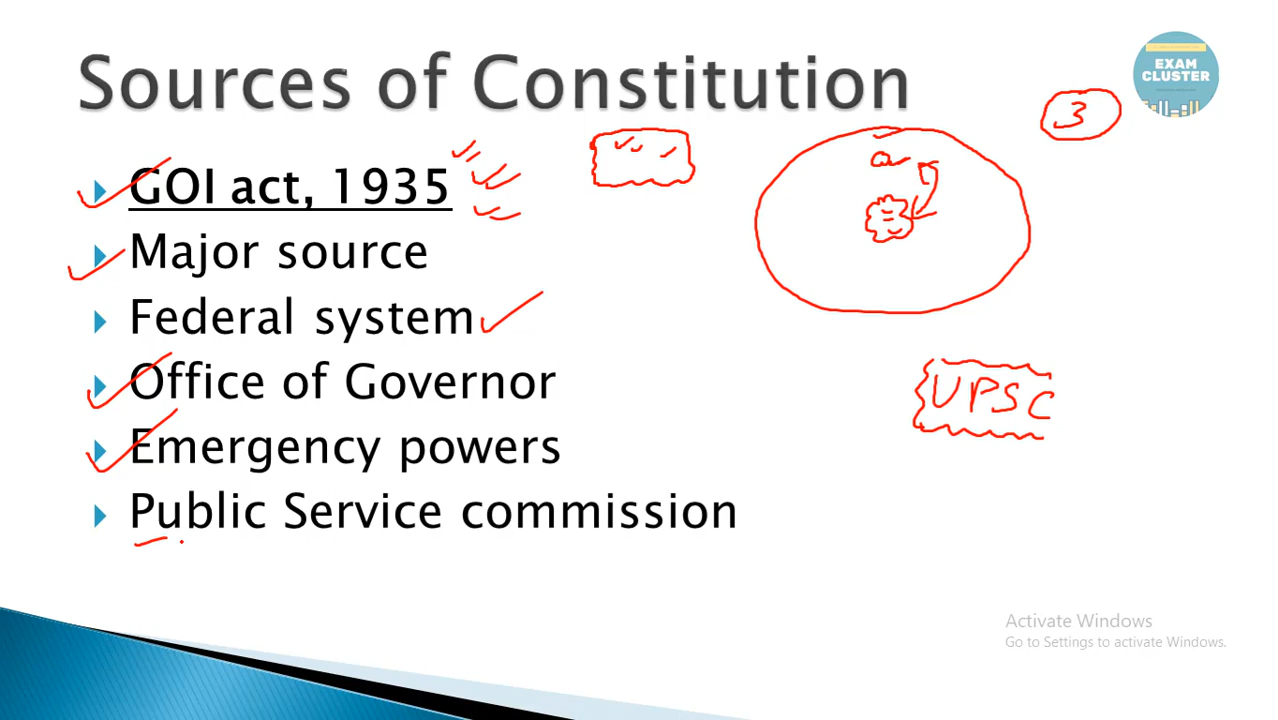 Sources of Constitution
EXAM
CLUSTER
3
GOI act, 1935
Major source
Federal system
Office of Governor
UPSC
Emergency powers
Public Service commission
Activate Windows
Go to Settings to activate Windows.